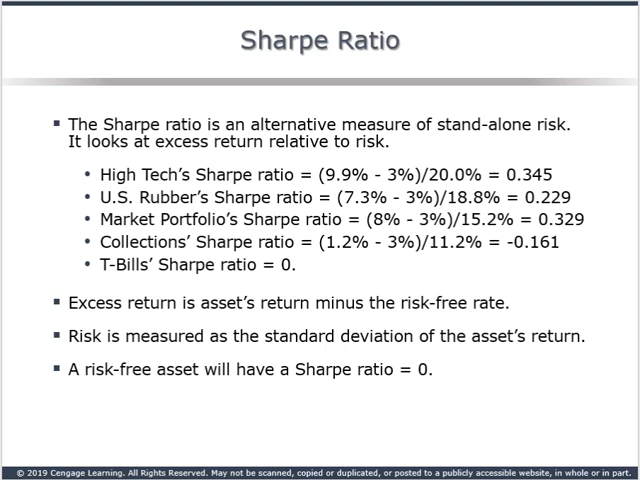 Sharpe Ratio
▪ The Sharpe ratio is an alternative measure of stand-alone risk.
It looks at excess return relative to risk.
• High Tech’s Sharpe ratio = (9.9% - 3%)/20.0% = 0.345
• U.S. Rubber’s Sharpe ratio = (7.3% - 3%)/18.8% = 0.229
• Market Portfolio’s Sharpe ratio = (8% - 3%)/15.2% = 0.329
• Collections’ Sharpe ratio = (1.2% - 3%)/11.2% = -0.161
• T-Bills’ Sharpe ratio = 0.
▪ Excess return is asset’s return minus the risk-free rate.
▪ Risk is measured as the standard deviation of the asset’s return.
▪ A risk-free asset will have a Sharpe ratio = 0.
© 2019 Cengage Learning. All Rights Reserved. May not be scanned, copied or duplicated, or posted to a publicly accessible website, in whole or in part.